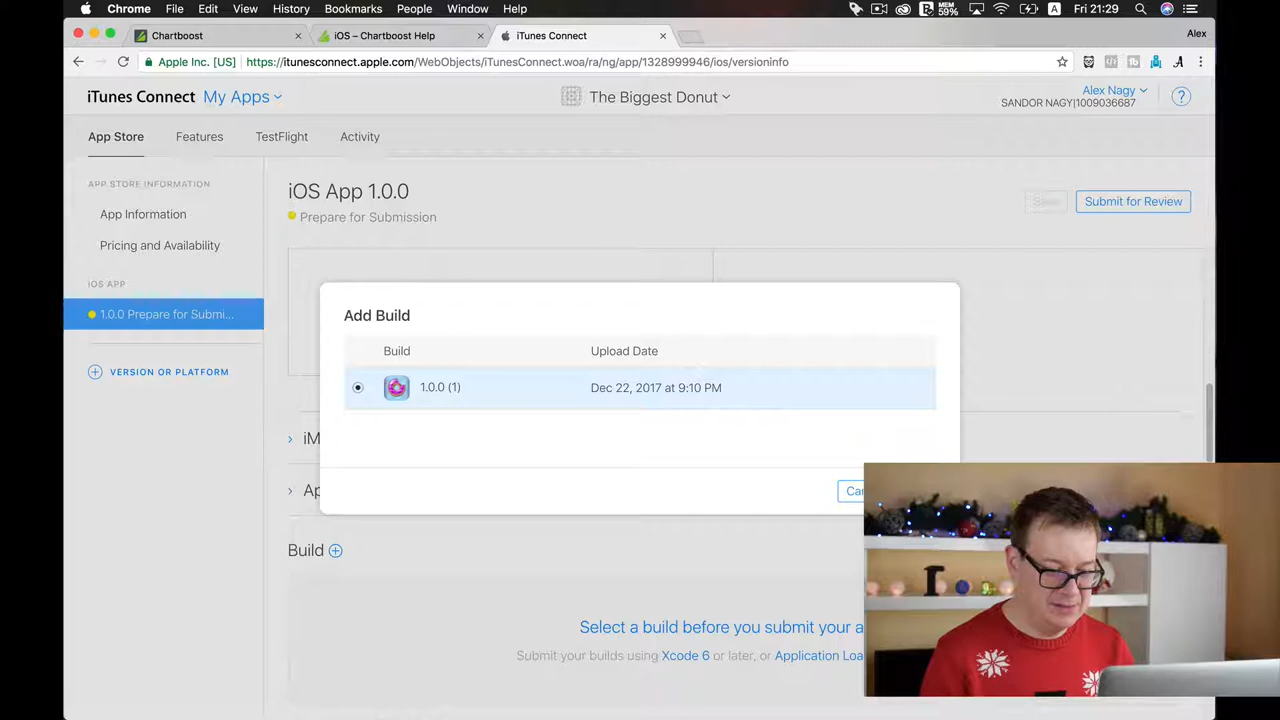 Chrome File Edit View History Bookmarks People Window Help MEM 59% A Fri 21:29
Chartboost iOS – Chartboost Help iTunes Connect Alex
Apple Inc. [US] https://itunesconnect.apple.com/WebObjects/iTunesConnect.woa/ra/ng/app/1328999946/ios/versioninfo
iTunes Connect My Apps The Biggest Donut Alex Nagy ?
SANDOR NAGY|1009036687
App Store Features TestFlight Activity
APP STORE INFORMATION
App Information
Pricing and Availability
iOS APP
1.0.0 Prepare for Submi...
VERSION OR PLATFORM
iOS App 1.0.0
Prepare for Submission
Save Submit for Review
Add Build
Build Upload Date
1.0.0 (1) Dec 22, 2017 at 9:10 PM
iM
Ap
Ca
Build
Select a build before you submit your a
Submit your builds using Xcode 6 or later, or Application Loa